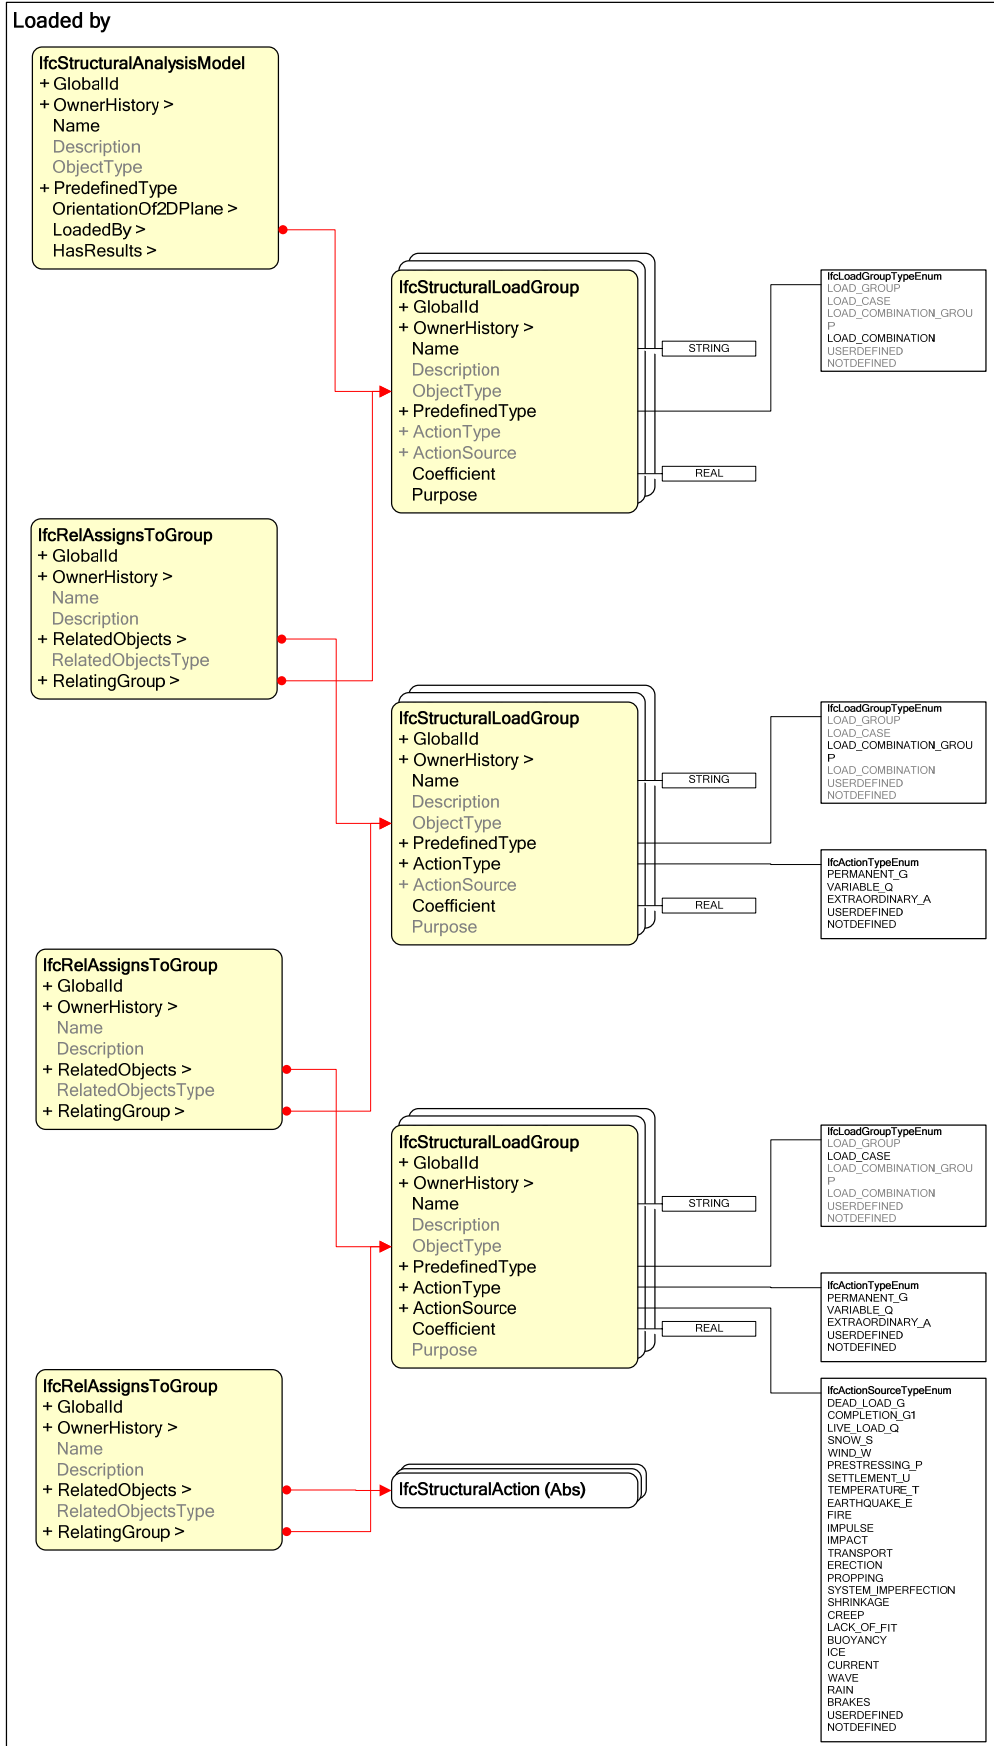 Loaded by
IfcStructuralAnalysisModel
+ GlobalId
+ OwnerHistory >
Name
Description
ObjectType
+ PredefinedType
OrientationOf2DPlane >
LoadedBy >
HasResults >
IfcStructuralLoadGroup
+ GlobalId
+ OwnerHistory >
Name
Description
ObjectType
+ PredefinedType
+ ActionType
+ ActionSource
Coefficient
Purpose
STRING
REAL
IfcLoadGroupTypeEnum
LOAD_GROUP
LOAD_CASE
LOAD_COMBINATION_GROU
P
LOAD_COMBINATION
USERDEFINED
NOTDEFINED
IfcRelAssignsToGroup
+ GlobalId
+ OwnerHistory >
Name
Description
+ RelatedObjects >
RelatedObjectsType
+ RelatingGroup >
IfcStructuralLoadGroup
+ GlobalId
+ OwnerHistory >
Name
Description
ObjectType
+ PredefinedType
+ ActionType
+ ActionSource
Coefficient
Purpose
STRING
REAL
IfcLoadGroupTypeEnum
LOAD_GROUP
LOAD_CASE
LOAD_COMBINATION_GROU
P
LOAD_COMBINATION
USERDEFINED
NOTDEFINED
IfcActionTypeEnum
PERMANENT_G
VARIABLE_Q
EXTRAORDINARY_A
USERDEFINED
NOTDEFINED
IfcRelAssignsToGroup
+ GlobalId
+ OwnerHistory >
Name
Description
+ RelatedObjects >
RelatedObjectsType
+ RelatingGroup >
IfcStructuralLoadGroup
+ GlobalId
+ OwnerHistory >
Name
Description
ObjectType
+ PredefinedType
+ ActionType
+ ActionSource
Coefficient
Purpose
STRING
REAL
IfcLoadGroupTypeEnum
LOAD_GROUP
LOAD_CASE
LOAD_COMBINATION_GROU
P
LOAD_COMBINATION
USERDEFINED
NOTDEFINED
IfcActionTypeEnum
PERMANENT_G
VARIABLE_Q
EXTRAORDINARY_A
USERDEFINED
NOTDEFINED
IfcRelAssignsToGroup
+ GlobalId
+ OwnerHistory >
Name
Description
+ RelatedObjects >
RelatedObjectsType
+ RelatingGroup >
IfcStructuralAction (Abs)
IfcActionSourceTypeEnum
DEAD_LOAD_G
COMPLETION_G1
LIVE_LOAD_Q
SNOW_S
WIND_W
PRESTRESSING_P
SETTLEMENT_U
TEMPERATURE_T
EARTHQUAKE_E
FIRE
IMPULSE
IMPACT
TRANSPORT
ERECTION
PROPPING
SYSTEM_IMPERFECTION
SHRINKAGE
CREEP
LACK_OF_FIT
BUOYANCY
ICE
CURRENT
WAVE
RAIN
BRAKES
USERDEFINED
NOTDEFINED